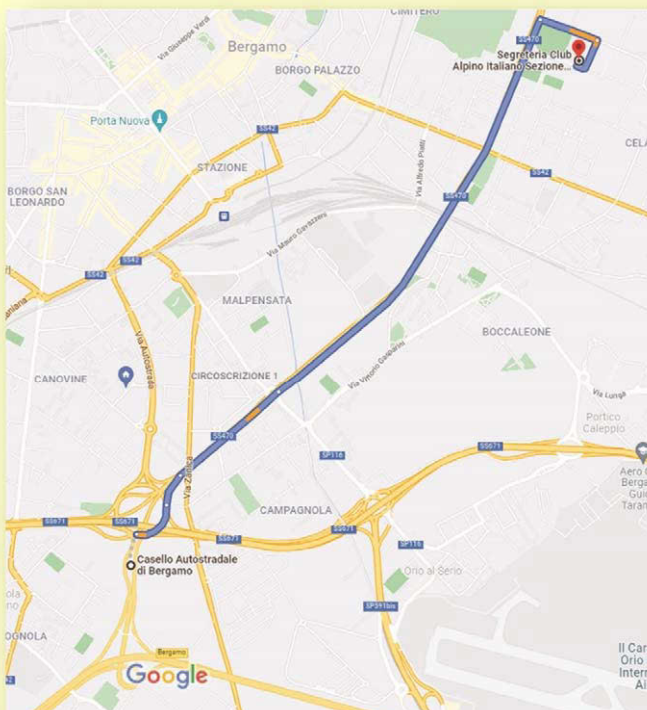 CIMITERO
Via Giuseppe Verdi
Bergamo
SS470
Segreteria Club
Alpino Italiano Sezione...
BORGO PALAZZO
Porta Nuova
SS42
CELA
STAZIONE
Via Alfredo Piatti
SS42
BORGO SAN
LEONARDO
SS470
Via Mauro Gavazzeni
SS42
SS42
MALPENSATA
BOCCALEONE
Via Autostrada
CIRCOSCRIZIONE 1
Via Vittorio Gasparini
CANOVINE
Via Lunga
Portico
Caleppio
SS470
SP116
SS671
Via Zanica
Aero C
Berga
Guid
Taran
CAMPAGNOLA
SS671
SS671
SS671
SS671
SP116
Casello Autostradale
di Bergamo
Orio al Serio
SP591bis
OGNOLA
Bergamo
Google
Il Car
Orio
Intern
Ai